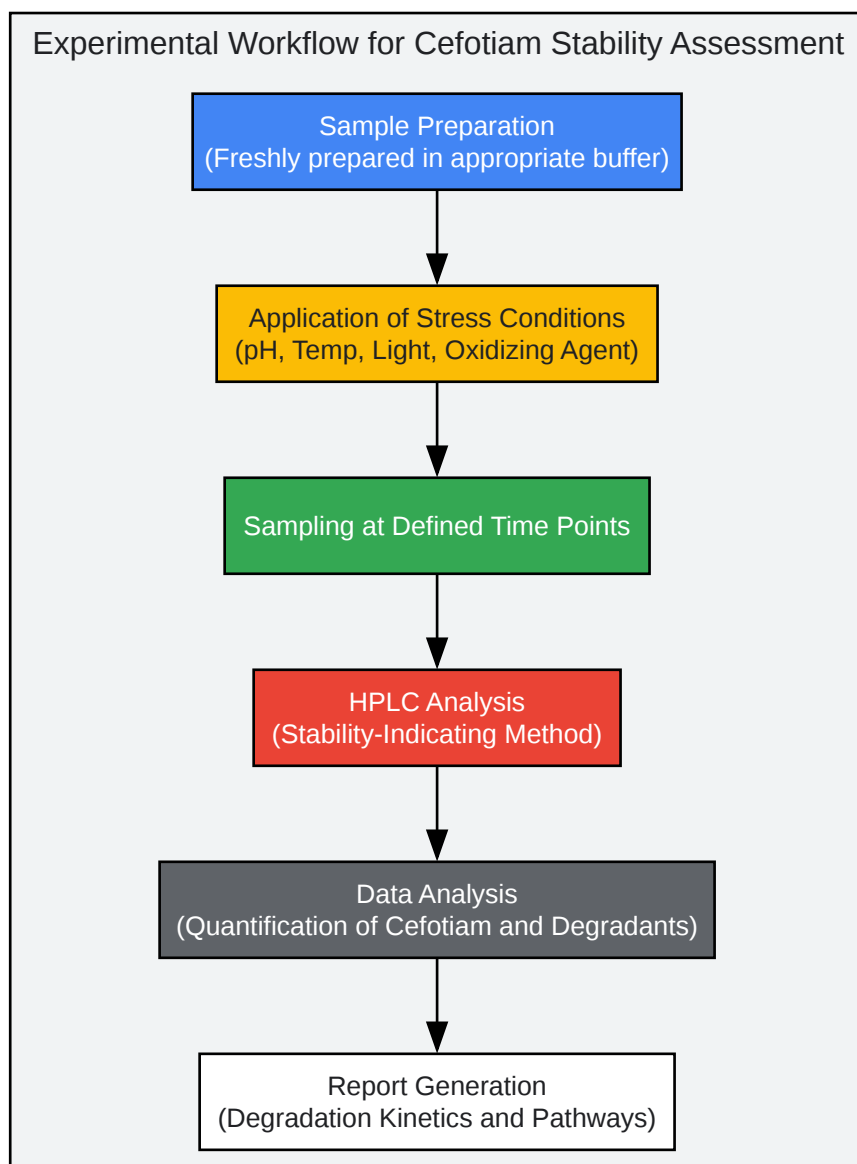 Experimental Workflow for Cefotiam Stability Assessment
Sample Preparation
(Freshly prepared in appropriate buffer)
Application of Stress Conditions
(pH, Temp, Light, Oxidizing Agent)
Sampling at Defined Time Points
HPLC Analysis
(Stability-Indicating Method)
Data Analysis
(Quantification of Cefotiam and Degradants)
Report Generation
(Degradation Kinetics and Pathways)